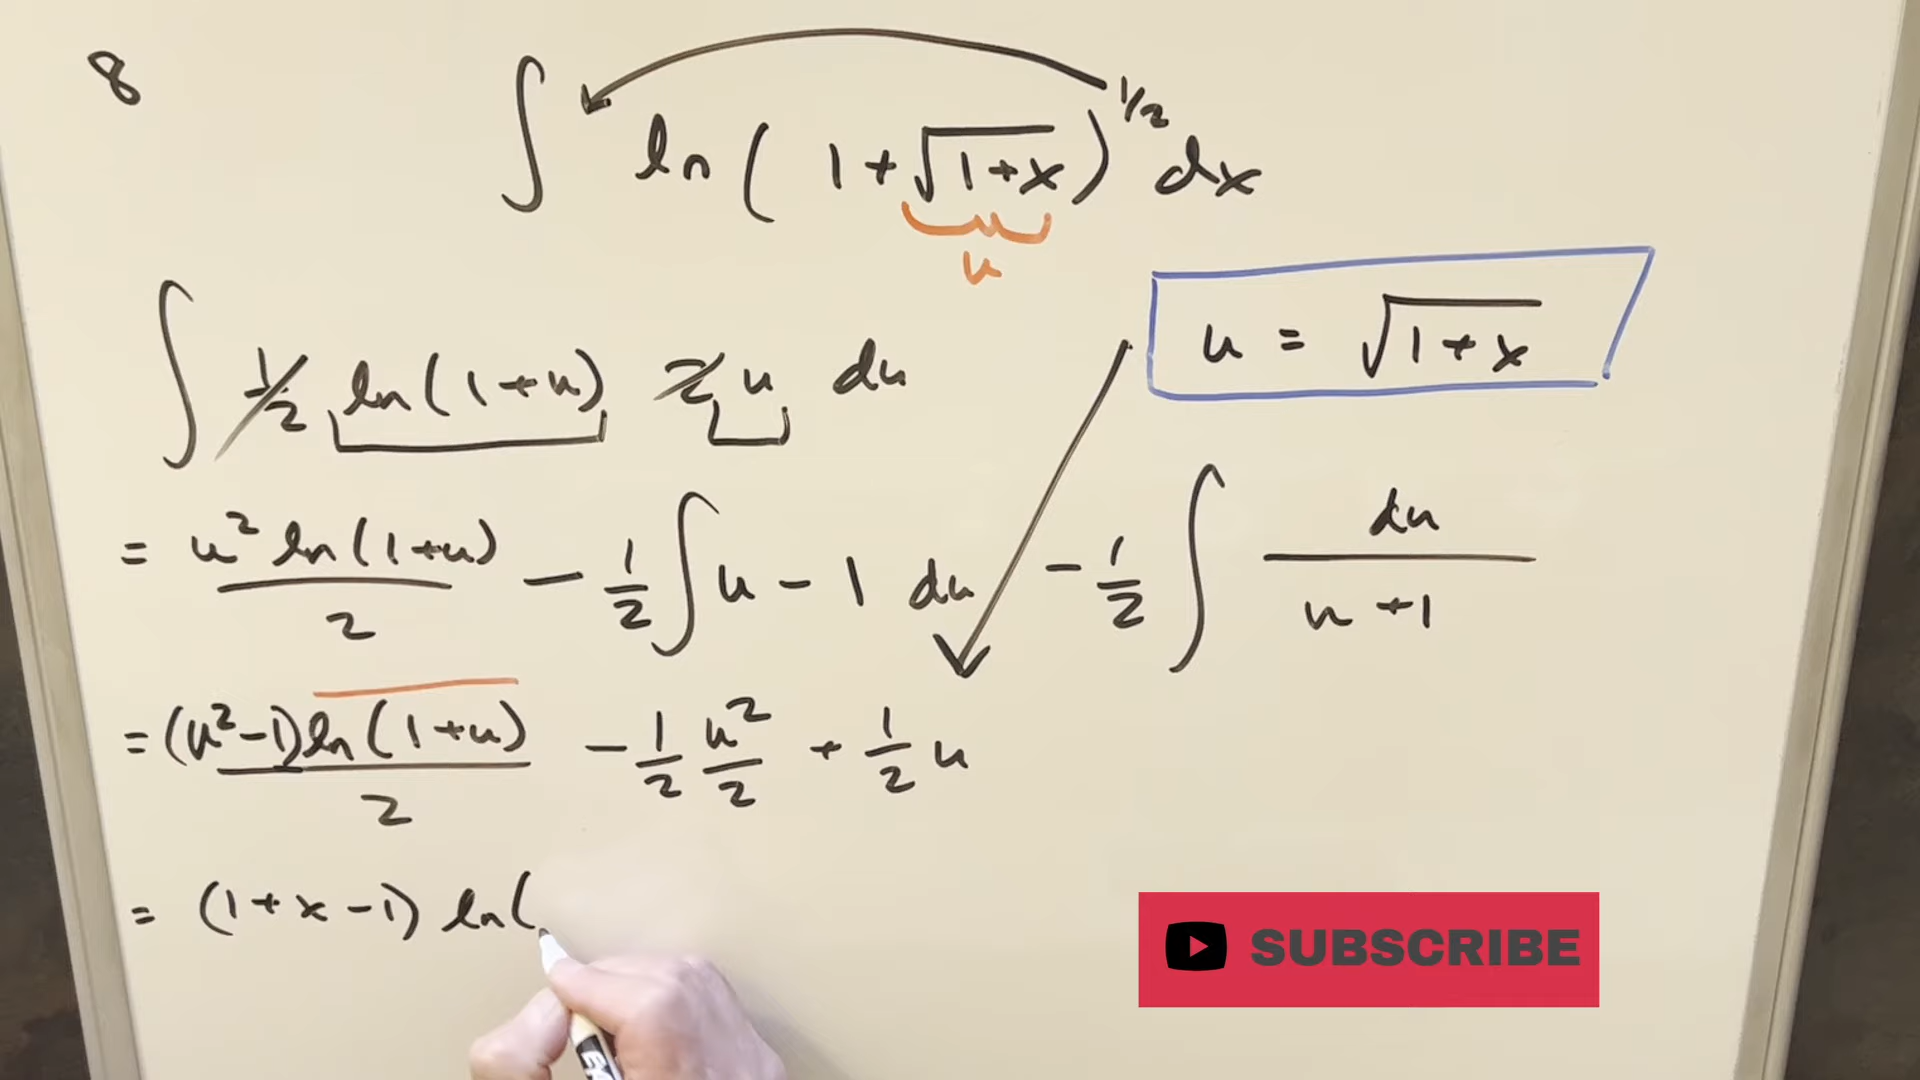 8
∫ ln( 1+√(1+x) )^1/2 dx
u
∫ 1/2 ln(1+u) 2 u du
u = √(1+x)
= u² ln(1+u)/2 − 1/2 ∫ u − 1 du − 1/2 ∫ du/(u+1)
= (u²−1) ln(1+u)/2 − 1/2 u²/2 + 1/2 u
= (1+x−1) ln(
SUBSCRIBE